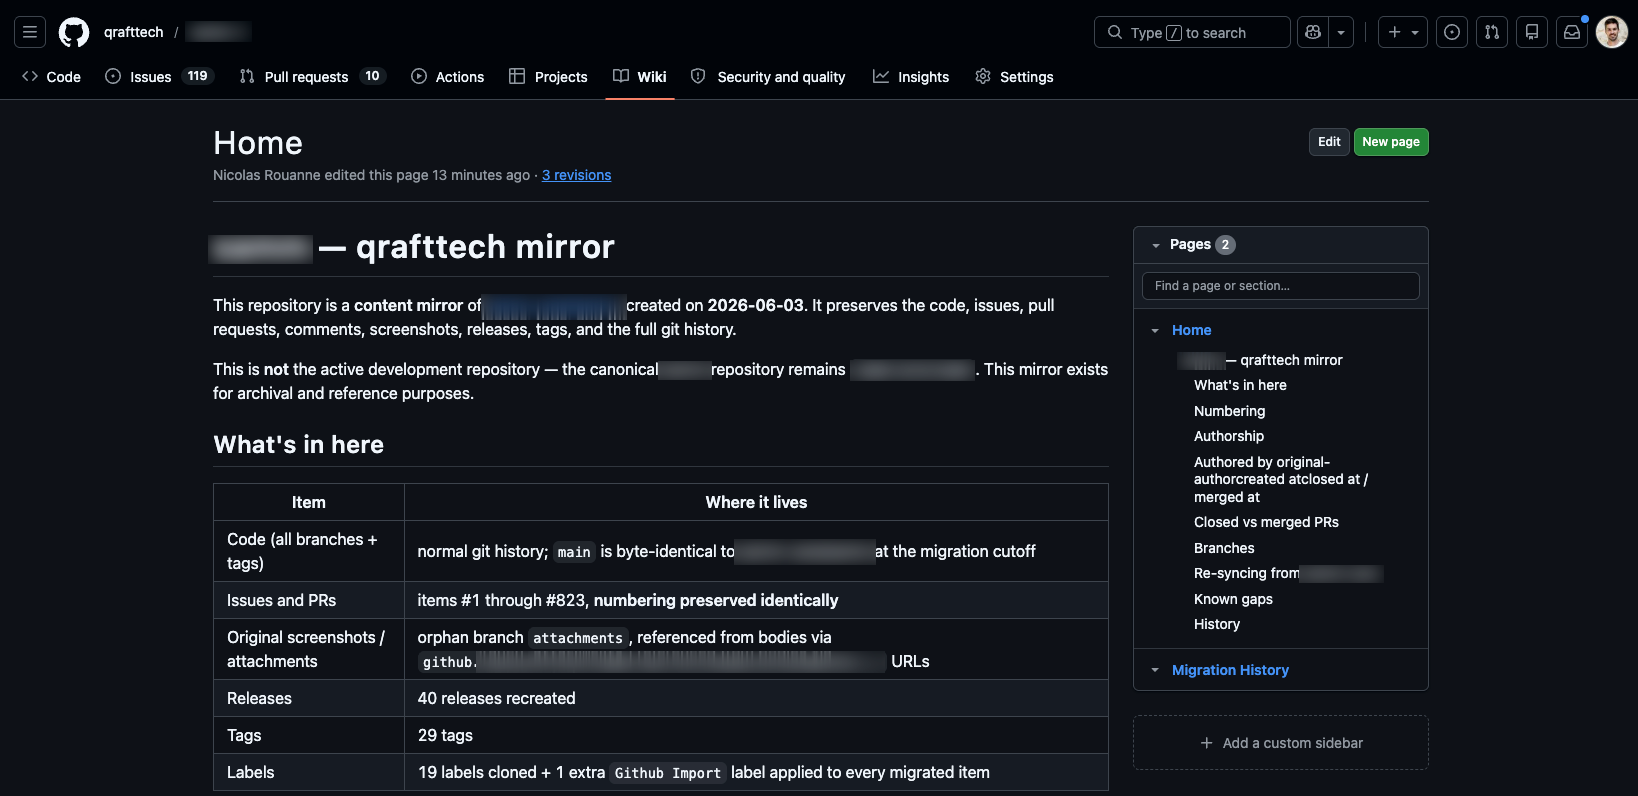 qrafttech /
Type / to search
Code
Issues 119
Pull requests 10
Actions
Projects
Wiki
Security and quality
Insights
Settings
Home
Edit
New page
Nicolas Rouanne edited this page 13 minutes ago · 3 revisions
— qrafttech mirror
This repository is a content mirror of created on 2026-06-03. It preserves the code, issues, pull
requests, comments, screenshots, releases, tags, and the full git history.
This is not the active development repository — the canonical repository remains . This mirror exists
for archival and reference purposes.
What's in here
Item
Where it lives
Code (all branches +
tags)
normal git history; main is byte-identical to at the migration cutoff
Issues and PRs
items #1 through #823, numbering preserved identically
Original screenshots /
attachments
orphan branch attachments, referenced from bodies via
github. URLs
Releases
40 releases recreated
Tags
29 tags
Labels
19 labels cloned + 1 extra Github Import label applied to every migrated item
Pages 2
Find a page or section...
Home
— qrafttech mirror
What's in here
Numbering
Authorship
Authored by original-
authorcreated atclosed at /
merged at
Closed vs merged PRs
Branches
Re-syncing from
Known gaps
History
Migration History
Add a custom sidebar